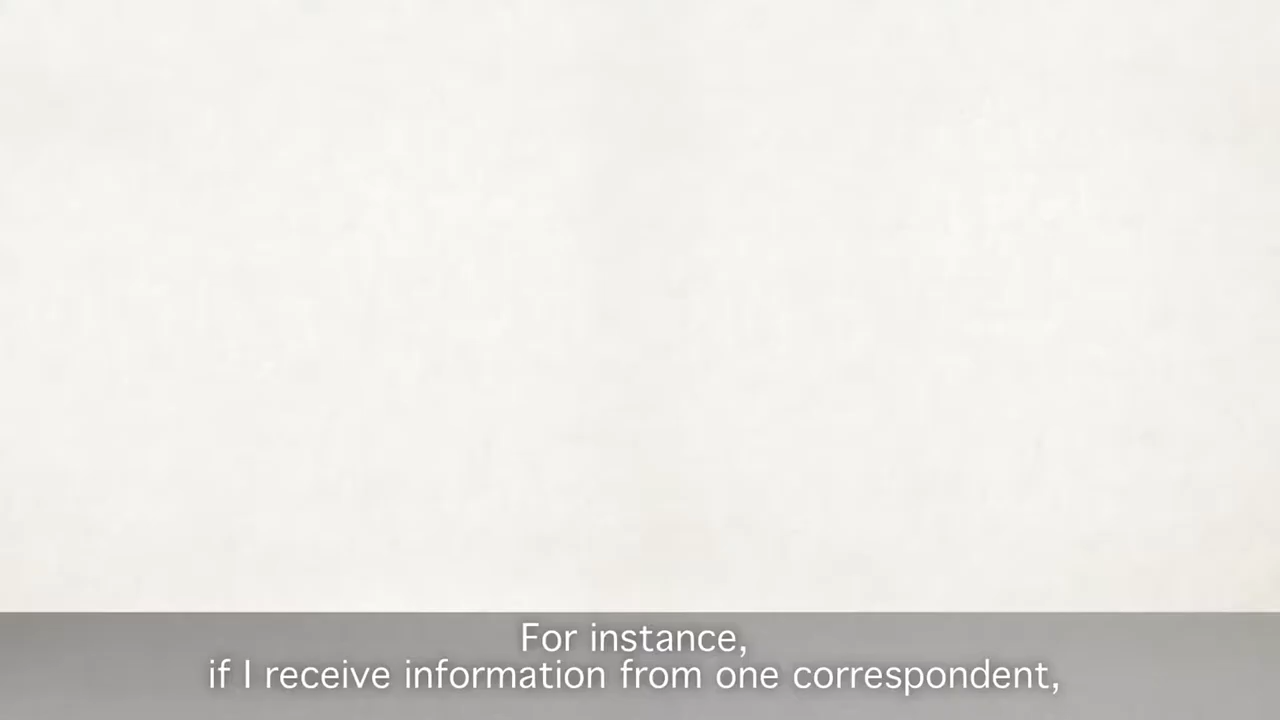 For instance,
if I receive information from one correspondent,